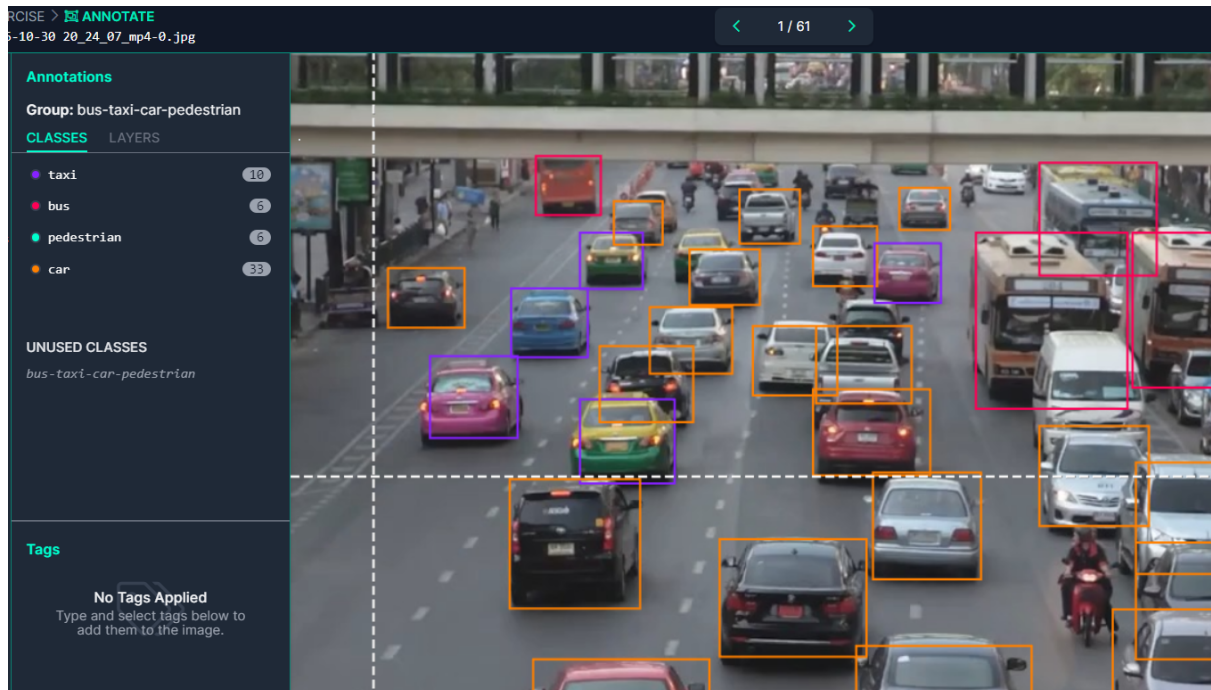 RCISE > ANNOTATE
5-10-30 20_24_07_mp4-0.jpg
1 / 61
Annotations
Group: bus-taxi-car-pedestrian
CLASSES LAYERS
taxi 10
bus 6
pedestrian 6
car 33
UNUSED CLASSES
bus-taxi-car-pedestrian
Tags
No Tags Applied
Type and select tags below to
add them to the image.